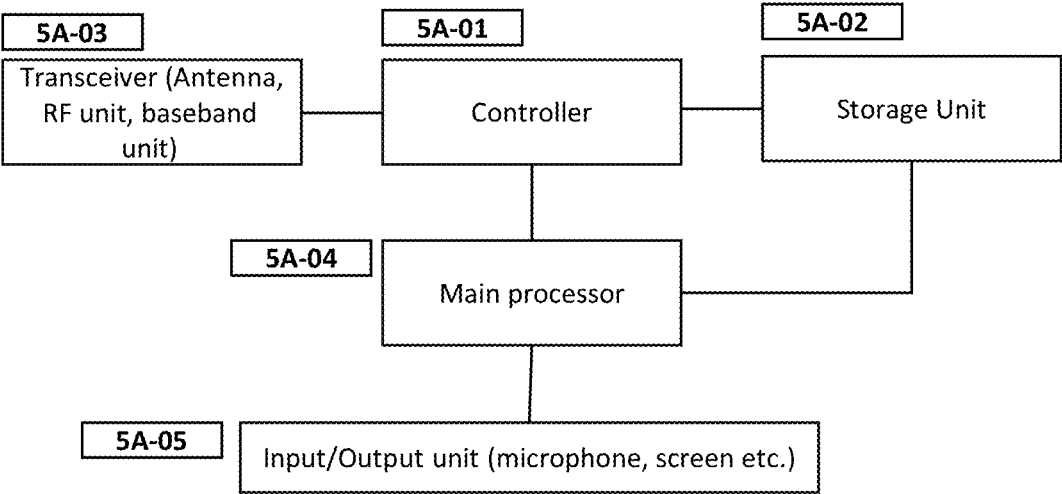 5A-03
5A-01
5A-02
Transceiver (Antenna,
RF unit, baseband
unit)
Controller
Storage Unit
5A-04
Main processor
5A-05
Input/Output unit (microphone, screen etc.)